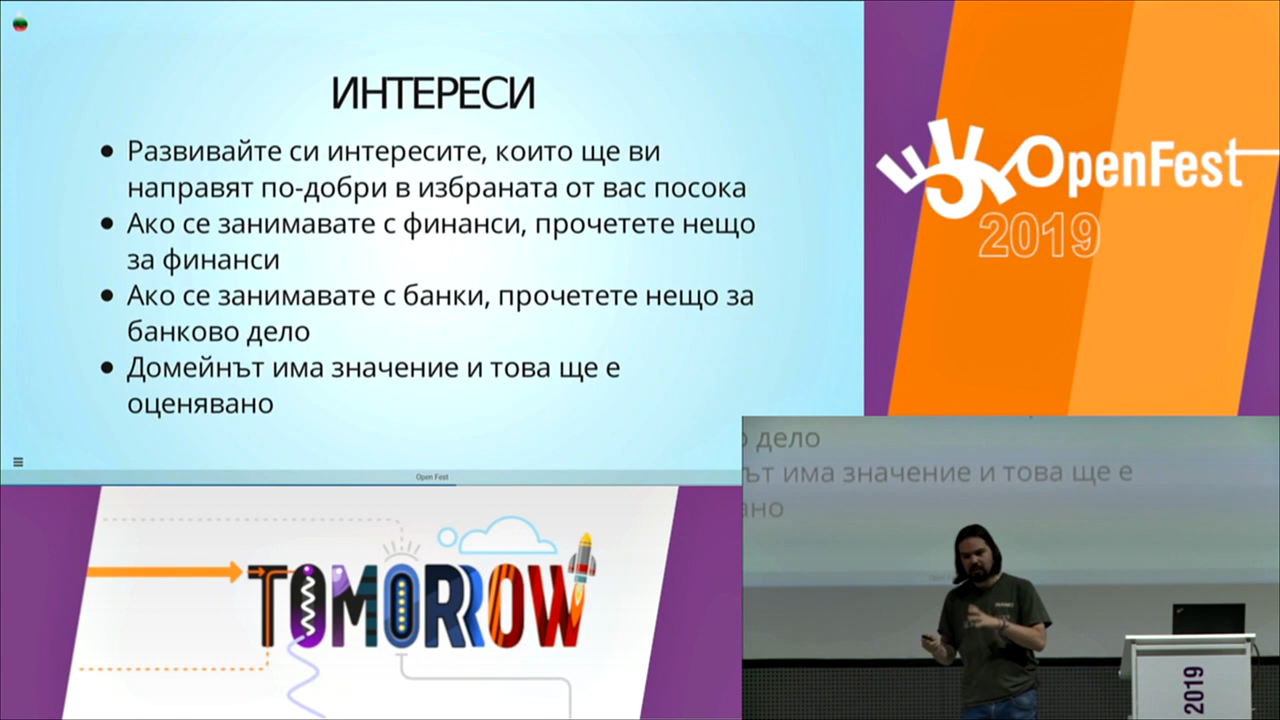 ИНТЕРЕСИ
Развивайте си интересите, които ще ви
направят по-добри в избраната от вас посока
Ако се занимавате с финанси, прочетете нещо
за финанси
Ако се занимавате с банки, прочетете нещо за
банково дело
Домейнът има значение и това ще е
оценявано
Open Fest
OpenFest
2019
TOMORROW
дело
ът има значение и това ще е
ано
2019